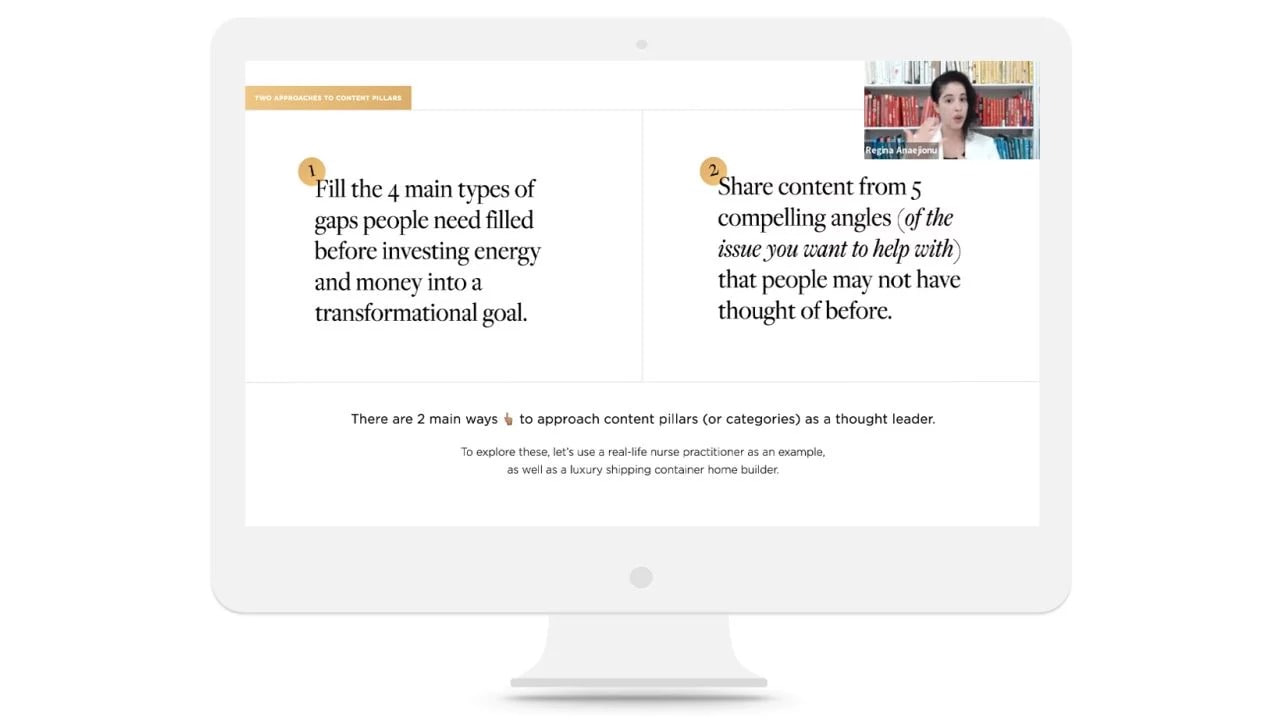 TWO APPROACHES TO CONTENT PILLARS
Regina Anaejionu
1
Fill the 4 main types of
gaps people need filled
before investing energy
and money into a
transformational goal.
2
Share content from 5
compelling angles (of the
issue you want to help with)
that people may not have
thought of before.
There are 2 main ways 👆🏽 to approach content pillars (or categories) as a thought leader.
To explore these, let's use a real-life nurse practitioner as an example,
as well as a luxury shipping container home builder.